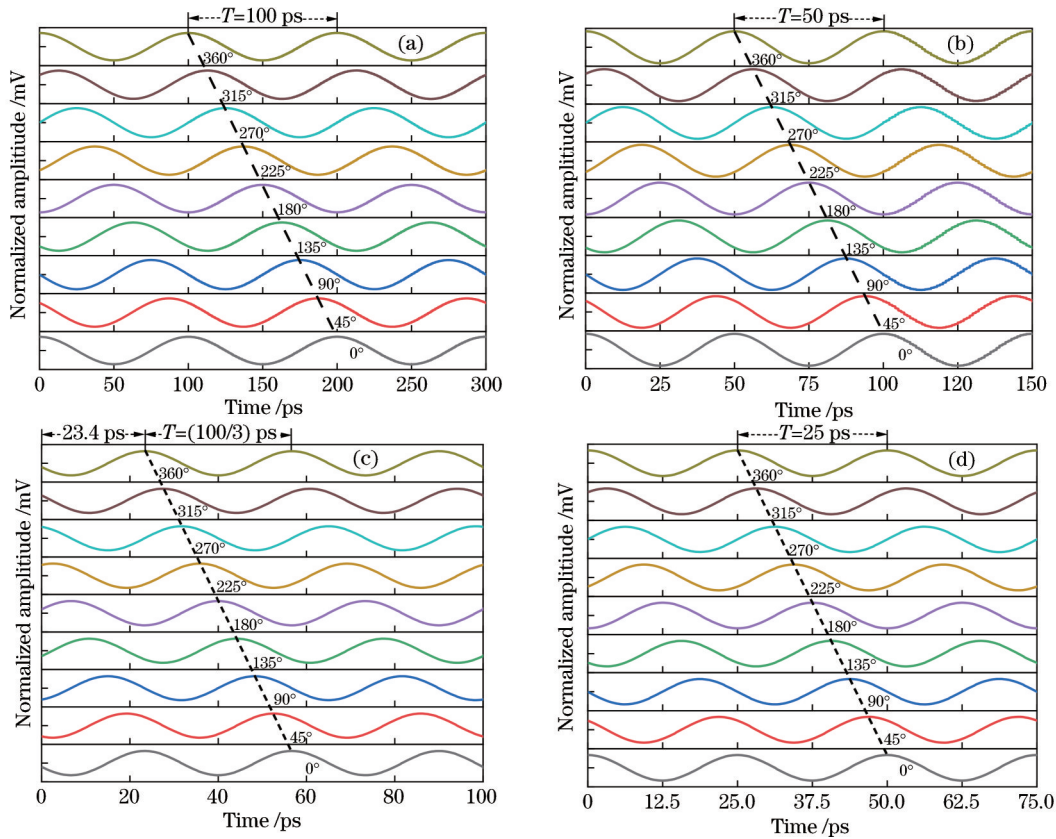 T=100 ps
(a)
360°
315°
270°
225°
180°
135°
90°
45°
0°
0 50 100 150 200 250 300
Time /ps
Normalized amplitiude /mV
T=50 ps
(b)
360°
315°
270°
225°
180°
135°
90°
45°
0°
0 25 50 75 100 120 150
Time /ps
Normalized amplitiude /mV
23.4 ps T=(100/3) ps
(c)
360°
315°
270°
225°
180°
135°
90°
45°
0°
0 20 40 60 80 100
Time /ps
Normalized amplitiude /mV
T=25 ps
(d)
360°
315°
270°
225°
180°
135°
90°
45°
0°
0 12.5 25.0 37.5 50.0 62.5 75.0
Time /ps
Normalized amplitiude /mV